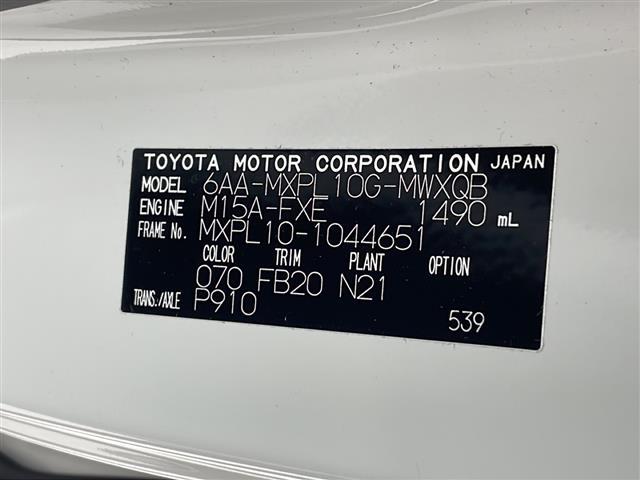 TOYOTA MOTOR CORPORATION JAPAN
MODEL 6AA-MXPL10G-MWXQB
ENGINE M15A-FXE 1490 mL
FRAME No. MXPL10-1044651
COLOR TRIM PLANT OPTION
070 FB20 N21
TRANS./AXLE P910
539